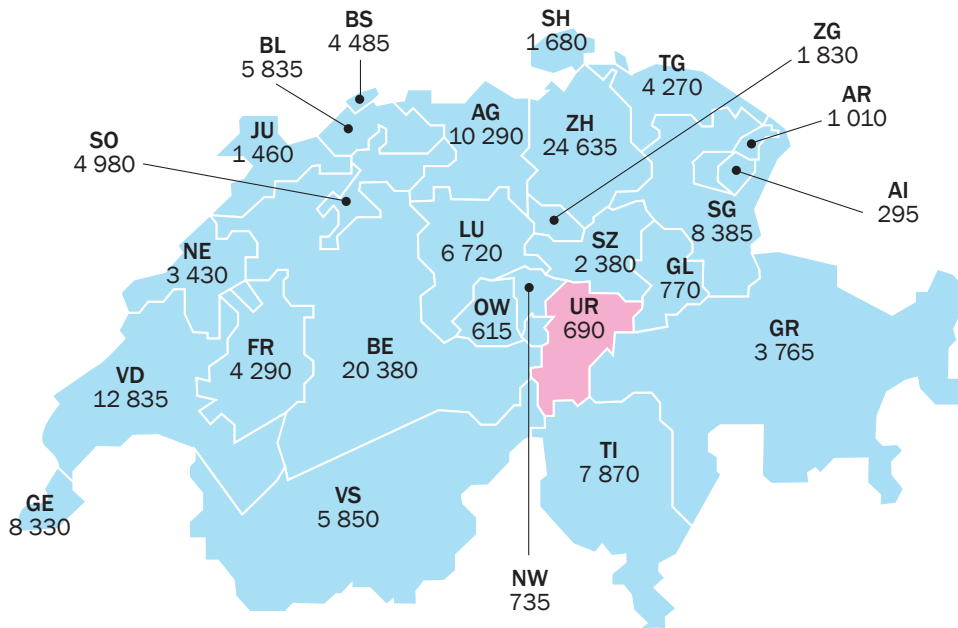 BS
4 485
SH
1 680
ZG
1 830
BL
5 835
TG
4 270
AR
1 010
AG
10 290
ZH
24 635
JU
1 460
SO
4 980
AI
295
SG
8 385
LU
6 720
SZ
2 380
NE
3 430
GL
770
OW
615
UR
690
GR
3 765
FR
4 290
BE
20 380
VD
12 835
TI
7 870
VS
5 850
GE
8 330
NW
735